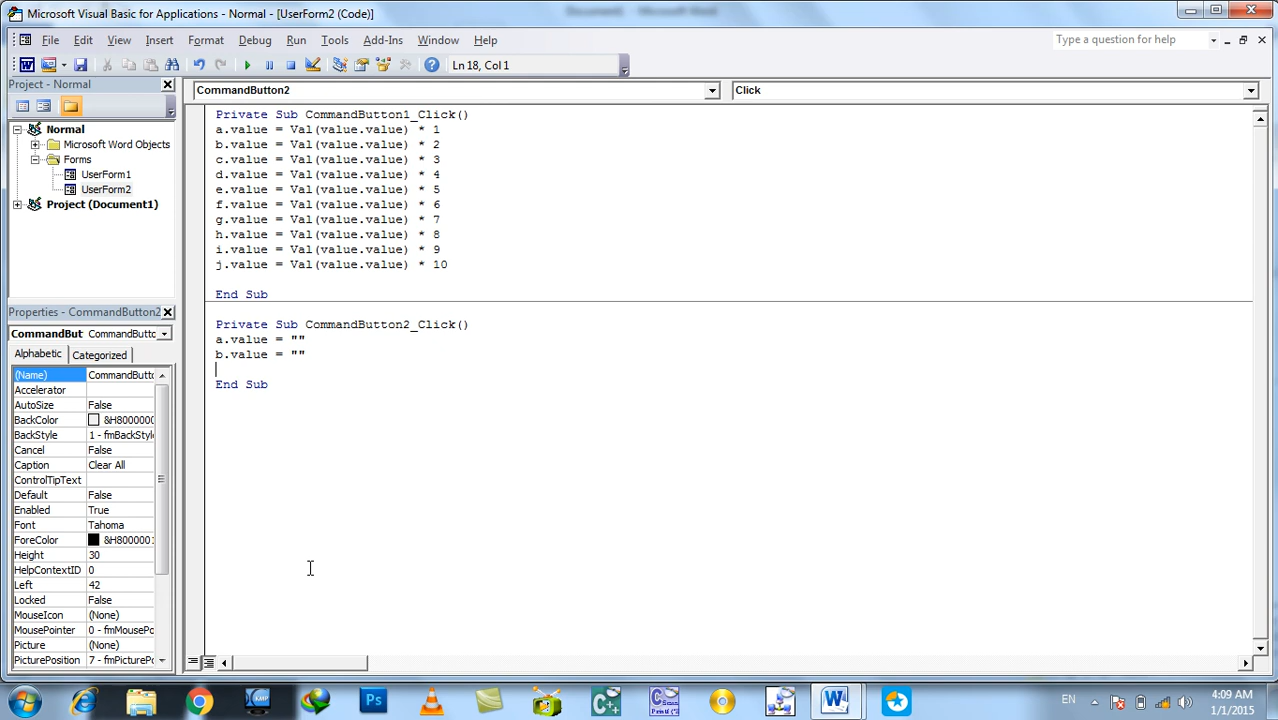 Microsoft Visual Basic for Applications - Normal - [UserForm2 (Code)]
Document Microsoft Word
File Edit View Insert Format Debug Run Tools Add-Ins Window Help
Type a question for help
Ln 18, Col 1
Project - Normal
CommandButton2
Click
Normal
Microsoft Word Objects
Forms
UserForm1
UserForm2
Project (Document1)
Private Sub CommandButton1_Click()
a.value = Val(value.value) * 1
b.value = Val(value.value) * 2
c.value = Val(value.value) * 3
d.value = Val(value.value) * 4
e.value = Val(value.value) * 5
f.value = Val(value.value) * 6
g.value = Val(value.value) * 7
h.value = Val(value.value) * 8
i.value = Val(value.value) * 9
j.value = Val(value.value) * 10
End Sub
Private Sub CommandButton2_Click()
a.value = ""
b.value = ""
End Sub
Properties - CommandButton2
CommandBut CommandButto
Alphabetic Categorized
(Name) CommandButto
Accelerator
AutoSize False
BackColor &H8000000
BackStyle 1 - fmBackStyle
Cancel False
Caption Clear All
ControlTipText
Default False
Enabled True
Font Tahoma
ForeColor &H8000001
Height 30
HelpContextID 0
Left 42
Locked False
MouseIcon (None)
MousePointer 0 - fmMousePo
Picture (None)
PicturePosition 7 - fmPicturePo
EN
4:09 AM
1/1/2015